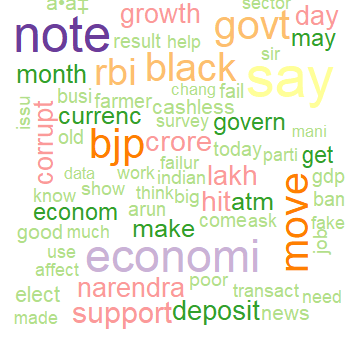 à•à‡ sector
growth govt day
note result help may
sir
month rbi black say
issu busi farmer chang fail
currenc cashless
corrupt old survey govern mani
bjp crore today parti get
failur
data work indian lakh gdp
know show think big hit atm ban
econom arun come ask move fake
good much make job
use economi
affect
elect narendra poor transact need
made support deposit news